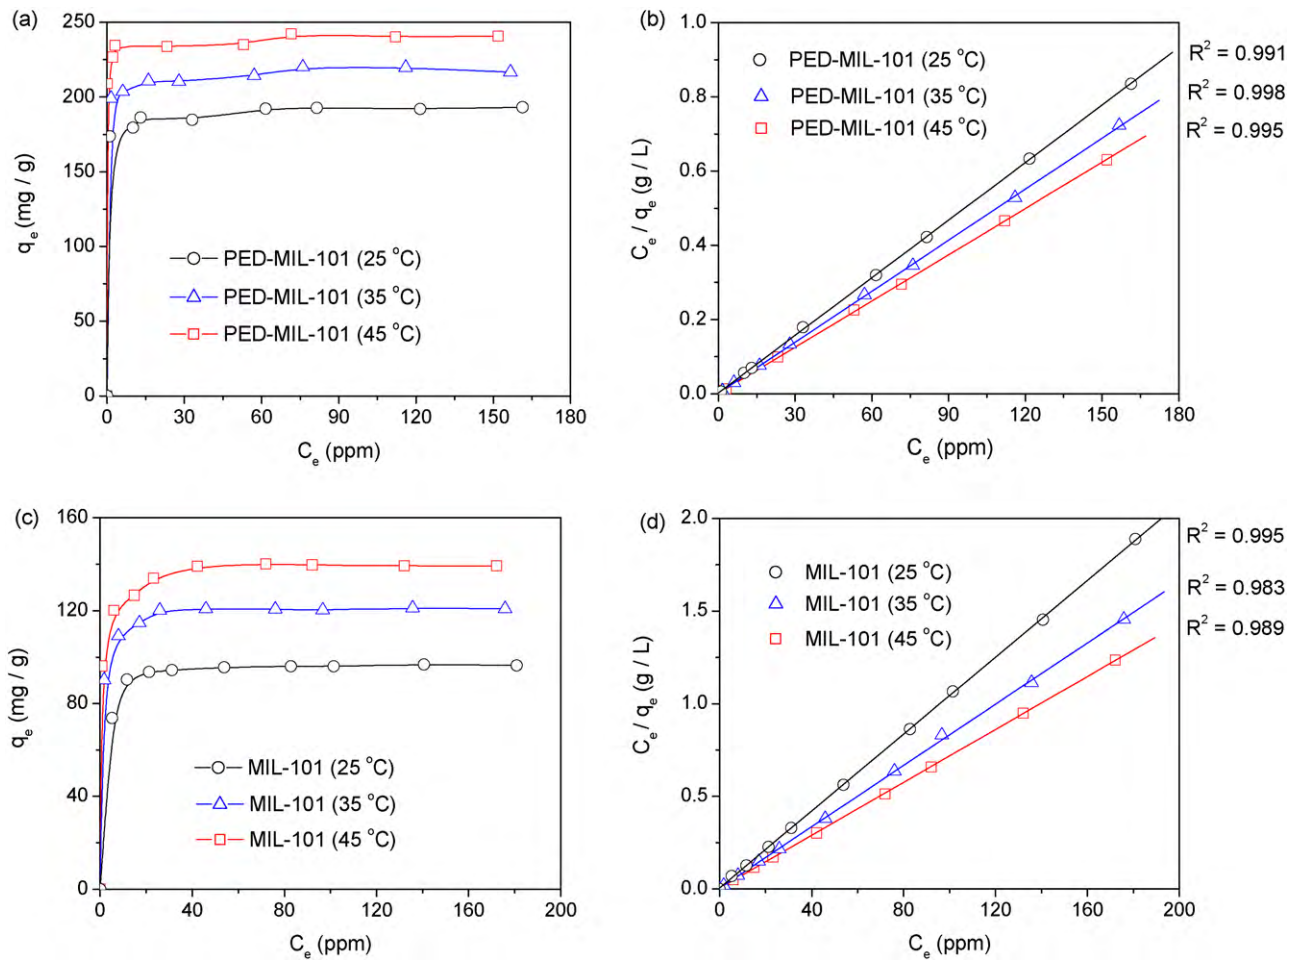 (a)
250
200
150
100
50
0
q_e (mg / g)
PED-MIL-101 (25 °C)
PED-MIL-101 (35 °C)
PED-MIL-101 (45 °C)
0 30 60 90 120 150 180
C_e (ppm)
(b)
1.0
0.8
0.6
0.4
0.2
0.0
C_e / q_e (g / L)
PED-MIL-101 (25 °C)
PED-MIL-101 (35 °C)
PED-MIL-101 (45 °C)
R² = 0.991
R² = 0.998
R² = 0.995
0 30 60 90 120 150 180
C_e (ppm)
(c)
160
120
80
40
0
q_e (mg / g)
MIL-101 (25 °C)
MIL-101 (35 °C)
MIL-101 (45 °C)
0 40 80 120 160 200
C_e (ppm)
(d)
2.0
1.5
1.0
0.5
0.0
C_e / q_e (g / L)
MIL-101 (25 °C)
MIL-101 (35 °C)
MIL-101 (45 °C)
R² = 0.995
R² = 0.983
R² = 0.989
0 40 80 120 160 200
C_e (ppm)